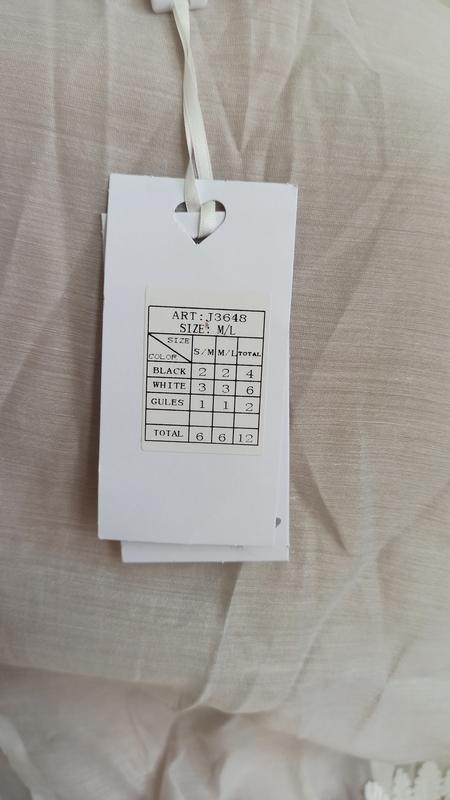 ART:J3648
SIZE: M/L
SIZE
COLOR S/M M/L TOTAL
BLACK 2 2 4
WHITE 3 3 6
GULES 1 1 2
TOTAL 6 6 12